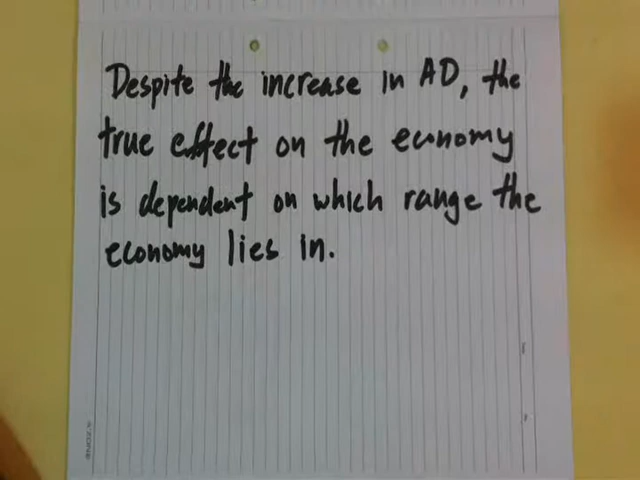 Despite the increase in AD, the
true effect on the economy
is dependent on which range the
economy lies in.